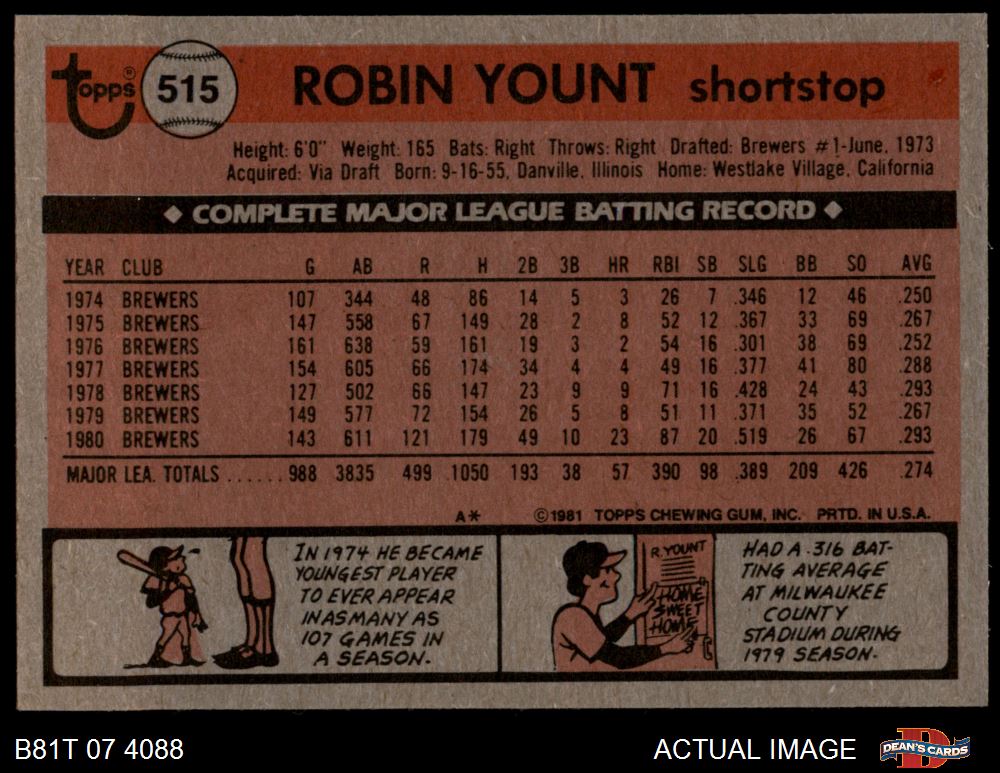 Topps® 515 ROBIN YOUNT shortstop
Height: 6'0" Weight: 165 Bats: Right Throws: Right Drafted: Brewers #1-June, 1973
Acquired: Via Draft Born: 9-16-55, Danville, Illinois Home: Westlake Village, California
◆ COMPLETE MAJOR LEAGUE BATTING RECORD ◆
YEAR CLUB G AB R H 2B 3B HR RBI SB SLG BB SO AVG
1974 BREWERS 107 344 48 86 14 5 3 26 7 .346 12 46 .250
1975 BREWERS 147 558 67 149 28 2 8 52 12 .367 33 69 .267
1976 BREWERS 161 638 59 161 19 3 2 54 16 .301 38 69 .252
1977 BREWERS 154 605 66 174 34 4 4 49 16 .377 41 80 .288
1978 BREWERS 127 502 66 147 23 9 9 71 16 .428 24 43 .293
1979 BREWERS 149 577 72 154 26 5 8 51 11 .371 35 52 .267
1980 BREWERS 143 611 121 179 49 10 23 87 20 .519 26 67 .293
MAJOR LEA. TOTALS ...... 988 3835 499 1050 193 38 57 390 98 .389 209 426 .274
A* ©1981 TOPPS CHEWING GUM, INC. PRTD. IN U.S.A.
IN 1974 HE BECAME
YOUNGEST PLAYER
TO EVER APPEAR
IN AS MANY AS
107 GAMES IN
A SEASON.
R. YOUNT
HOME
SWEET
HOME
HAD A .316 BAT-
TING AVERAGE
AT MILWAUKEE
COUNTY
STADIUM DURING
1979 SEASON.
B81T 07 4088 ACTUAL IMAGE DEAN'S CARDS